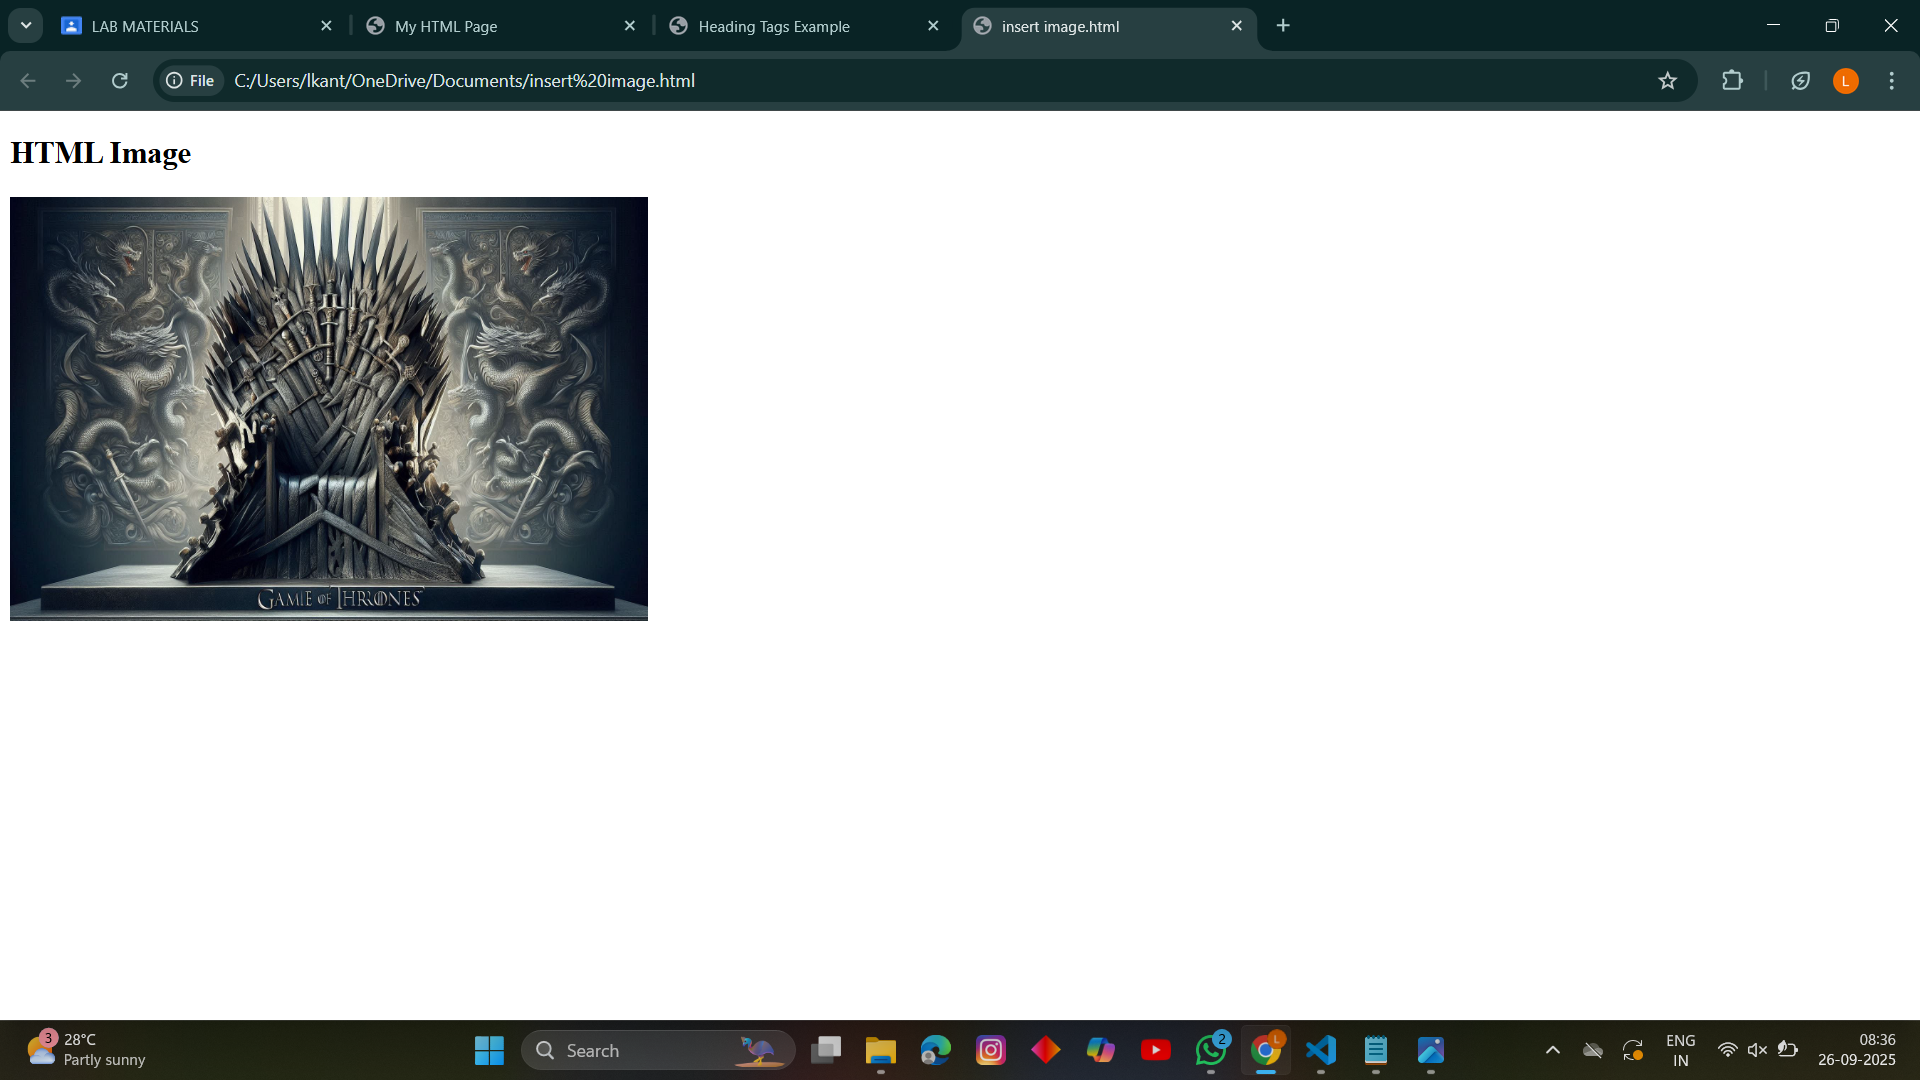 LAB MATERIALS
My HTML Page
Heading Tags Example
insert image.html
File
C:/Users/lkant/OneDrive/Documents/insert%20image.html
L
HTML Image
GAME OF THRONES
3
28°C
Partly sunny
Search
2
L
ENG
IN
08:36
26-09-2025